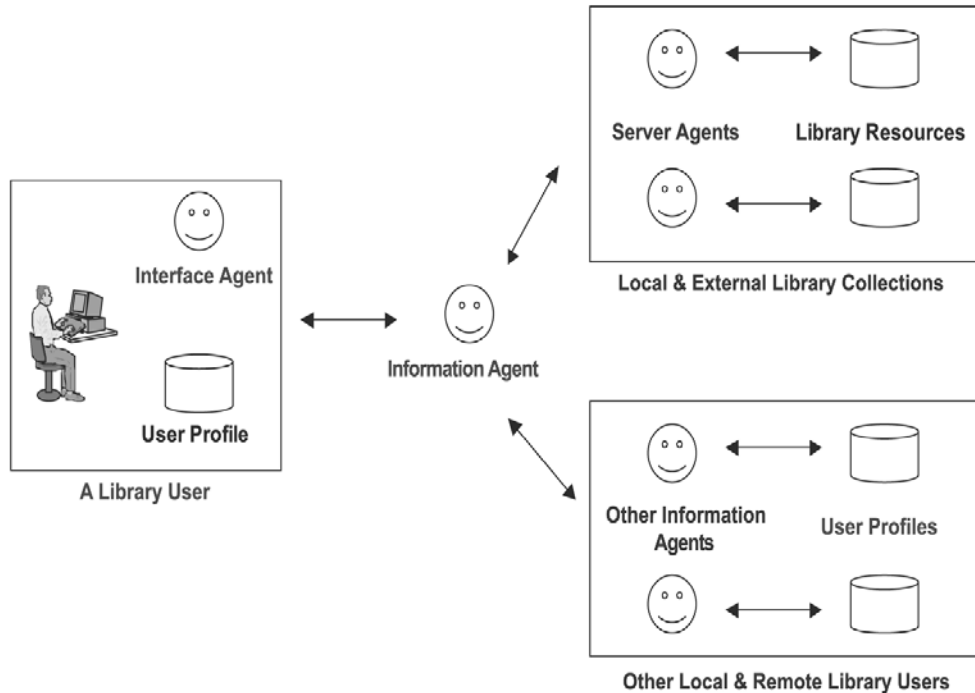 Interface Agent
User Profile
A Library User
Information Agent
Server Agents
Library Resources
Local & External Library Collections
Other Information
Agents
User Profiles
Other Local & Remote Library Users